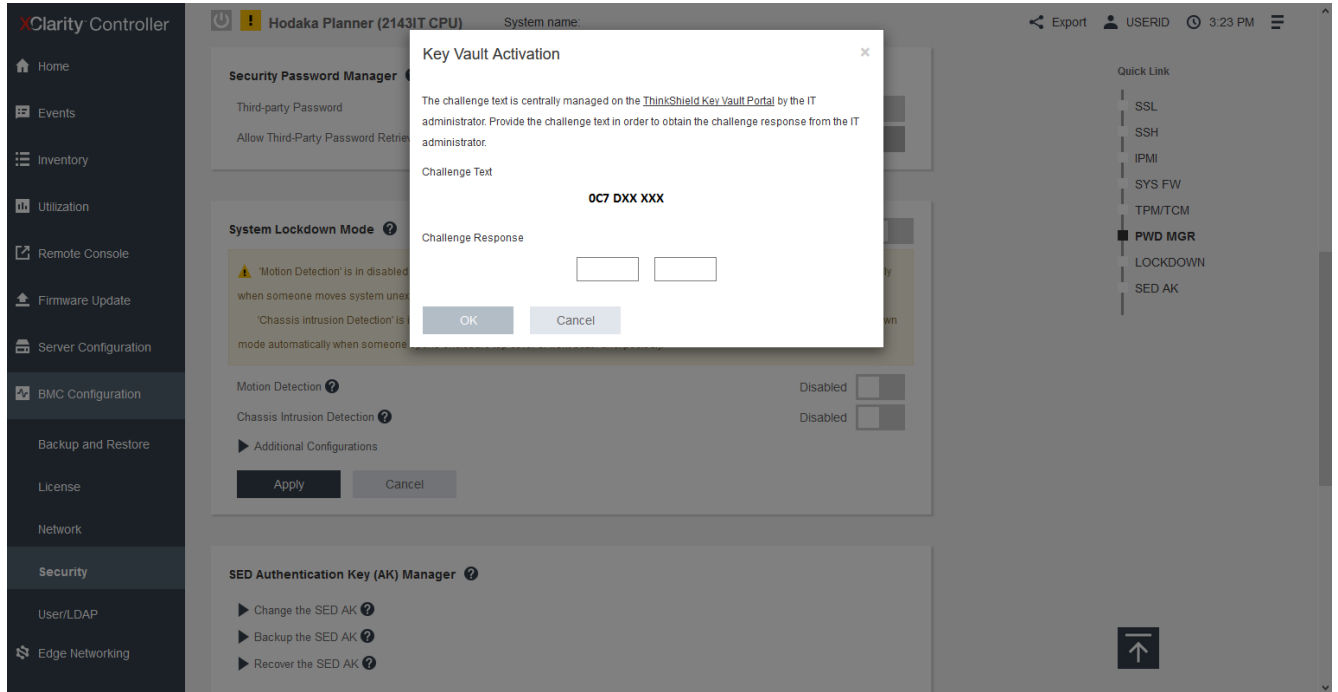 XClarity Controller
Hodaka Planner (2143IT CPU) System name:
Export USERID 3:23 PM
Home
Events
Inventory
Utilization
Remote Console
Firmware Update
Server Configuration
BMC Configuration
Backup and Restore
License
Network
Security
User/LDAP
Edge Networking
Security Password Manager
Third-party Password
Allow Third-Party Password
System Lockdown Mode ?
'Motion Detection' is in disabled
when someone moves system
'Chassis intrusion Detection' is
mode automatically when someone
Motion Detection ? Disabled
Chassis Intrusion Detection ? Disabled
Additional Configurations
Apply Cancel
SED Authentication Key (AK) Manager ?
Change the SED AK ?
Backup the SED AK ?
Recover the SED AK ?
Key Vault Activation ×
The challenge text is centrally managed on the ThinkShield Key Vault Portal by the IT
administrator. Provide the challenge text in order to obtain the challenge response from the IT
administrator.
Challenge Text
0C7 DXX XXX
Challenge Response
OK Cancel
Quick Link
SSL
SSH
IPMI
SYS FW
TPM/TCM
PWD MGR
LOCKDOWN
SED AK